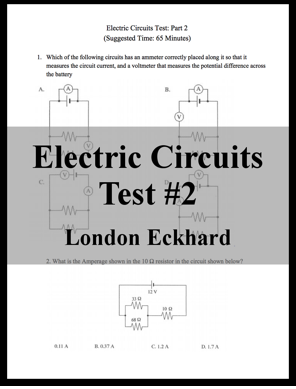 Electric Circuits Test: Part 2
(Suggested Time: 65 Minutes)
1. Which of the following circuits has an ammeter correctly placed along it so that it
measures the circuit current, and a voltmeter that measures the potential difference across
the battery
A.
B.
A
A
V
V
Electric Circuits
C.
D.
V
V
A
Test #2
London Eckhard
2. What is the Amperage shown in the 10 Ω resistor in the circuit shown below?
12 V
33 Ω
10 Ω
68 Ω
0.11 A B. 0.37 A C. 1.2 A D. 1.7 A